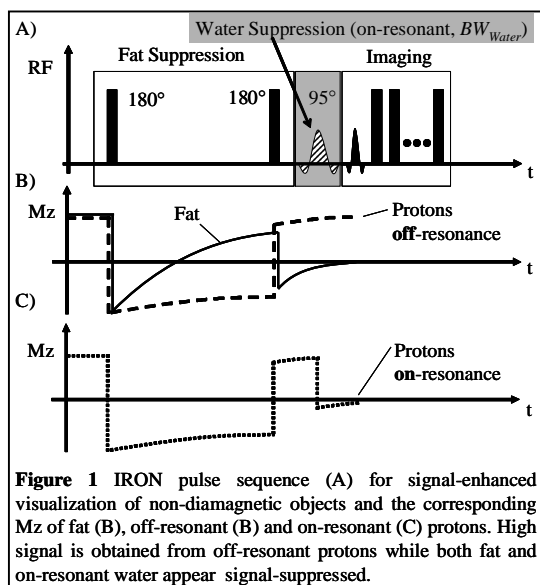 A)
Water Suppression (on-resonant, BW_Water)
Fat Suppression
Imaging
RF
180°
180°
95°
t
B)
Mz
Fat
Protons
off-resonance
t
C)
Mz
Protons
on-resonance
t
Figure 1 IRON pulse sequence (A) for signal-enhanced
visualization of non-diamagnetic objects and the corresponding
Mz of fat (B), off-resonant (B) and on-resonant (C) protons. High
signal is obtained from off-resonant protons while both fat and
on-resonant water appear signal-suppressed.